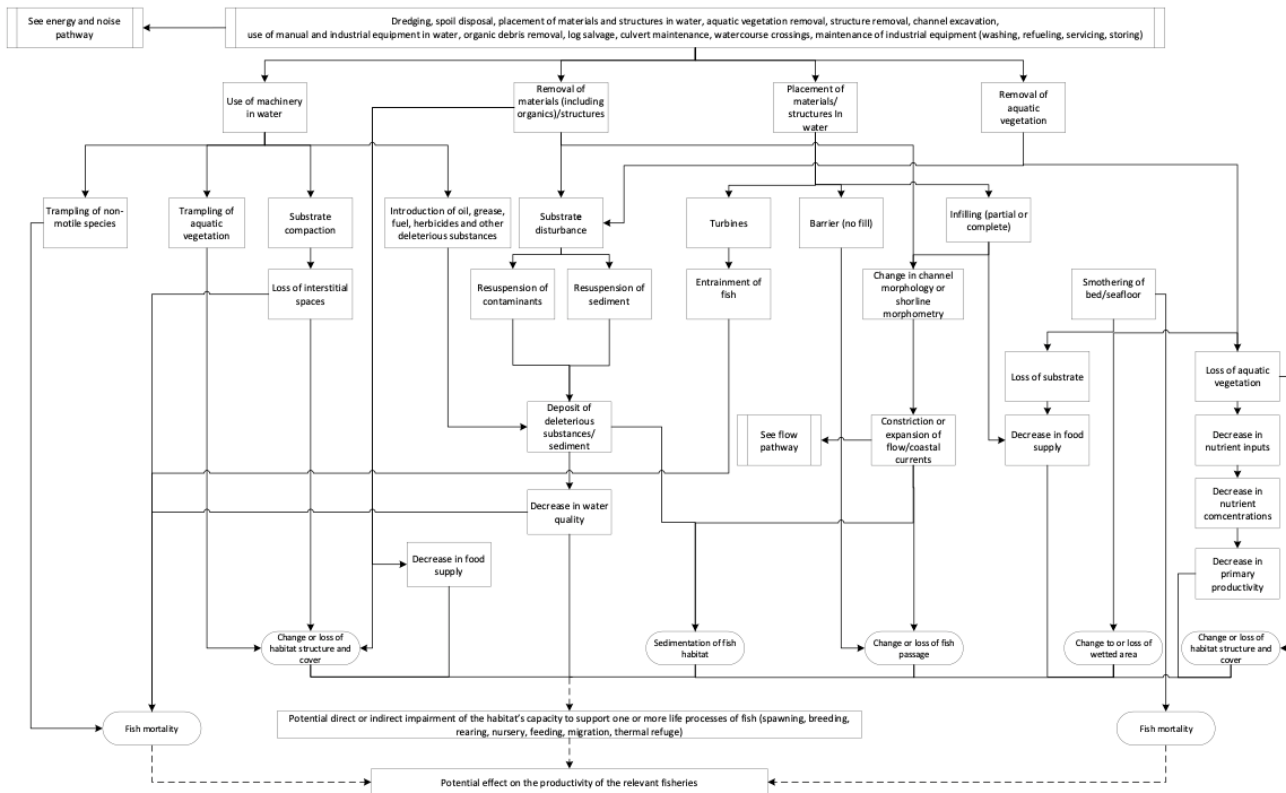 See energy and noise
pathway
Dredging, spoil disposal, placement of materials and structures in water, aquatic vegetation removal, structure removal, channel excavation,
use of manual and industrial equipment in water, organic debris removal, log salvage, culvert maintenance, watercourse crossings, maintenance of industrial equipment (washing, refueling, servicing, storing)
Use of machinery
in water
Removal of
materials (including
organics)/structures
Placement of
materials/
structures In
water
Removal of
aquatic
vegetation
Trampling of non-
motile species
Trampling of
aquatic
vegetation
Substrate
compaction
Introduction of oil, grease,
fuel, herbicides and other
deleterious substances
Substrate
disturbance
Turbines
Barrier (no fill)
Infilling (partial or
complete)
Loss of interstitial
spaces
Resuspension of
contaminants
Resuspension of
sediment
Entrainment of
fish
Change in channel
morphology or
shorline
morphometry
Smothering of
bed/seafloor
Loss of substrate
Loss of aquatic
vegetation
Deposit of
deleterious
substances/
sediment
See flow
pathway
Constriction or
expansion of
flow/coastal
currents
Decrease in food
supply
Decrease in
nutrient inputs
Decrease in water
quality
Decrease in
nutrient
comcentrations
Decrease in food
supply
Decrease in
primary
productivity
Change or loss of
habitat structure and
cover
Sedimentation of fish
habitat
Change or loss of fish
passage
Change to or loss of
wetted area
Change or loss of
habitat structure and
cover
Fish mortality
Potential direct or indirect impairment of the habitat's capacity to support one or more life processes of fish (spawning, breeding,
rearing, nursery, feeding, migration, thermal refuge)
Fish mortality
Potential effect on the productivity of the relevant fisheries